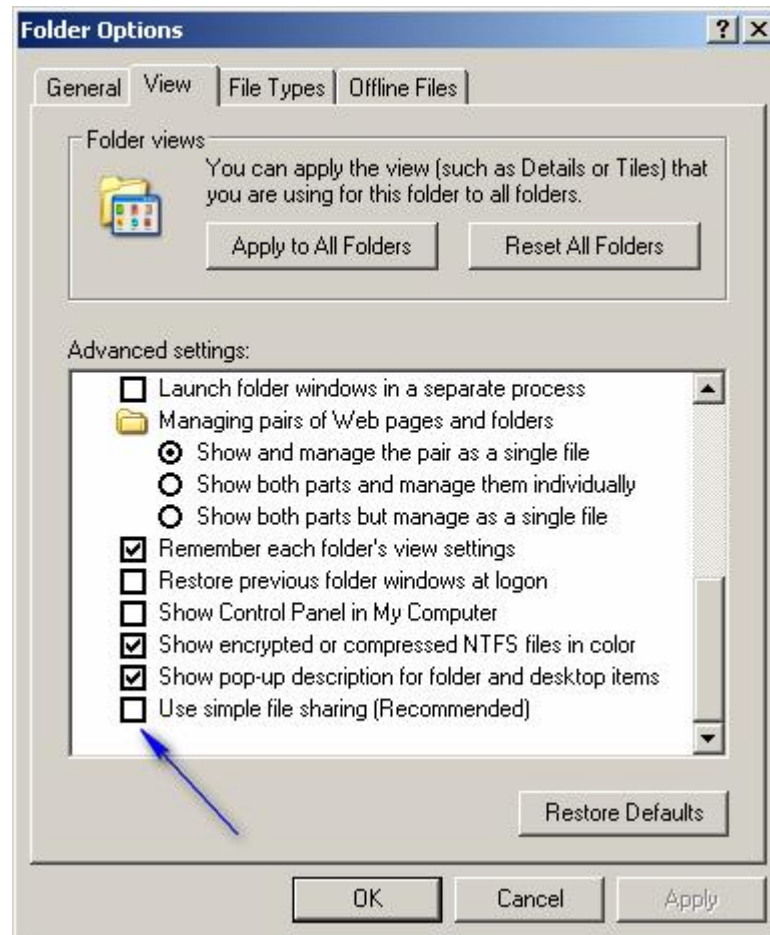 Folder Options
General View File Types Offline Files
Folder views
You can apply the view (such as Details or Tiles) that
you are using for this folder to all folders.
Apply to All Folders Reset All Folders
Advanced settings:
Launch folder windows in a separate process
Managing pairs of Web pages and folders
Show and manage the pair as a single file
Show both parts and manage them individually
Show both parts but manage as a single file
Remember each folder's view settings
Restore previous folder windows at logon
Show Control Panel in My Computer
Show encrypted or compressed NTFS files in color
Show pop-up description for folder and desktop items
Use simple file sharing (Recommended)
Restore Defaults
OK Cancel Apply